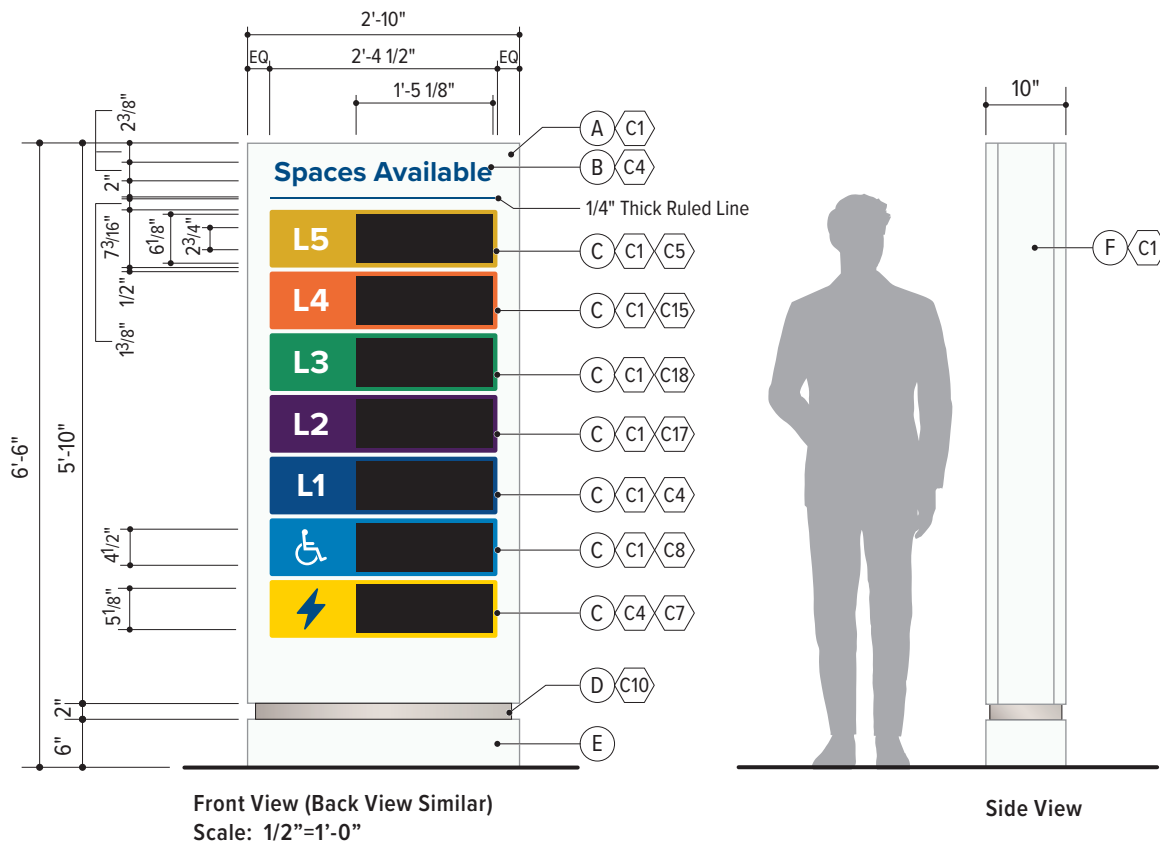 2'-10"
EQ 2'-4 1/2" EQ
1'-5 1/8"
10"
2 3/8"
2"
7 3/16"
6 1/8"
2 3/4"
1/2"
1 3/8"
6'-6"
5'-10"
4 1/2"
5 1/8"
2"
6"
Spaces Available
L5
L4
L3
L2
L1
A C1
B C4
1/4" Thick Ruled Line
C C1 C5
C C1 C15
C C1 C18
C C1 C17
C C1 C4
C C1 C8
C C4 C7
D C10
E
F C1
Front View (Back View Similar)
Scale: 1/2"=1'-0"
Side View